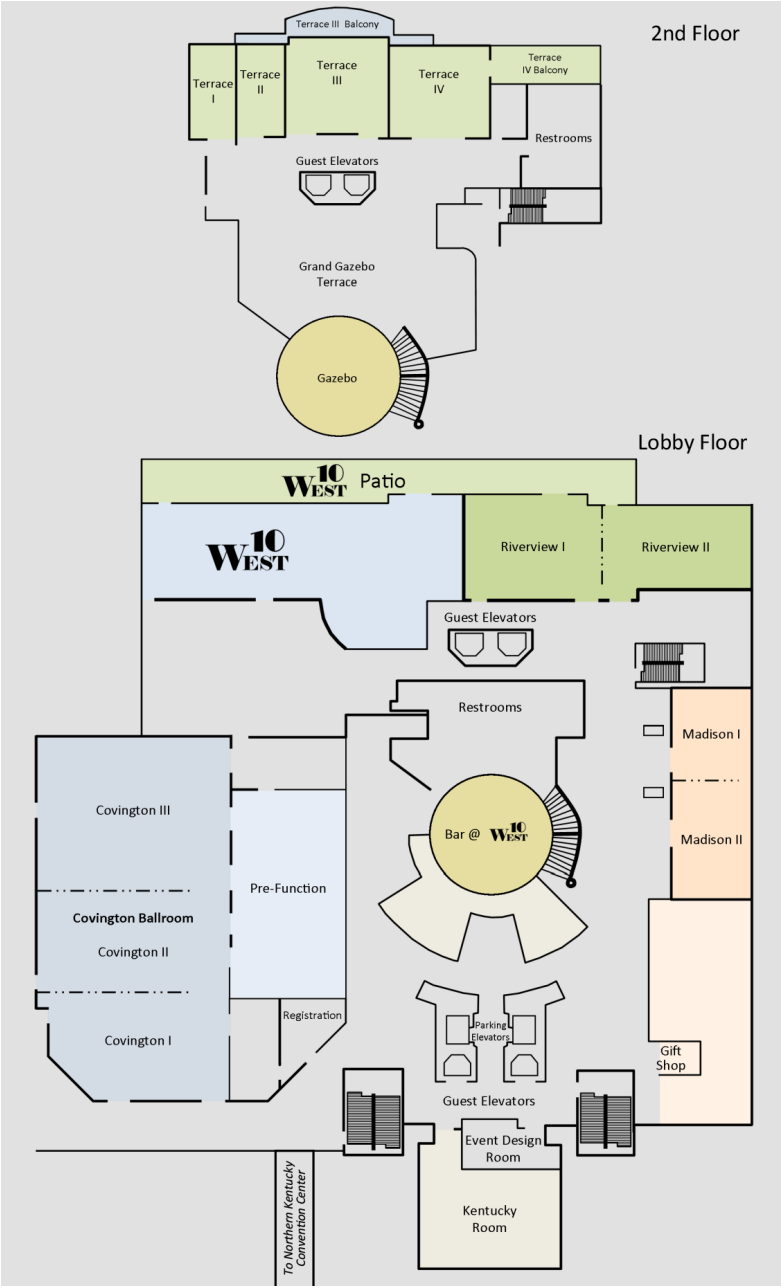 2nd Floor
Terrace III Balcony
Terrace
I
Terrace
II
Terrace
III
Terrace
IV
Terrace
IV Balcony
Restrooms
Guest Elevators
Grand Gazebo
Terrace
Gazebo
Lobby Floor
10
WEST Patio
10
WEST
Riverview I
Riverview II
Guest Elevators
Restrooms
Madison I
Madison II
Covington III
Bar @ 10
WEST
Pre-Function
Covington Ballroom
Covington II
Registration
Covington I
Parking
Elevators
Gift
Shop
Guest Elevators
Event Design
Room
Kentucky
Room
To Northern Kentucky
Convention Center